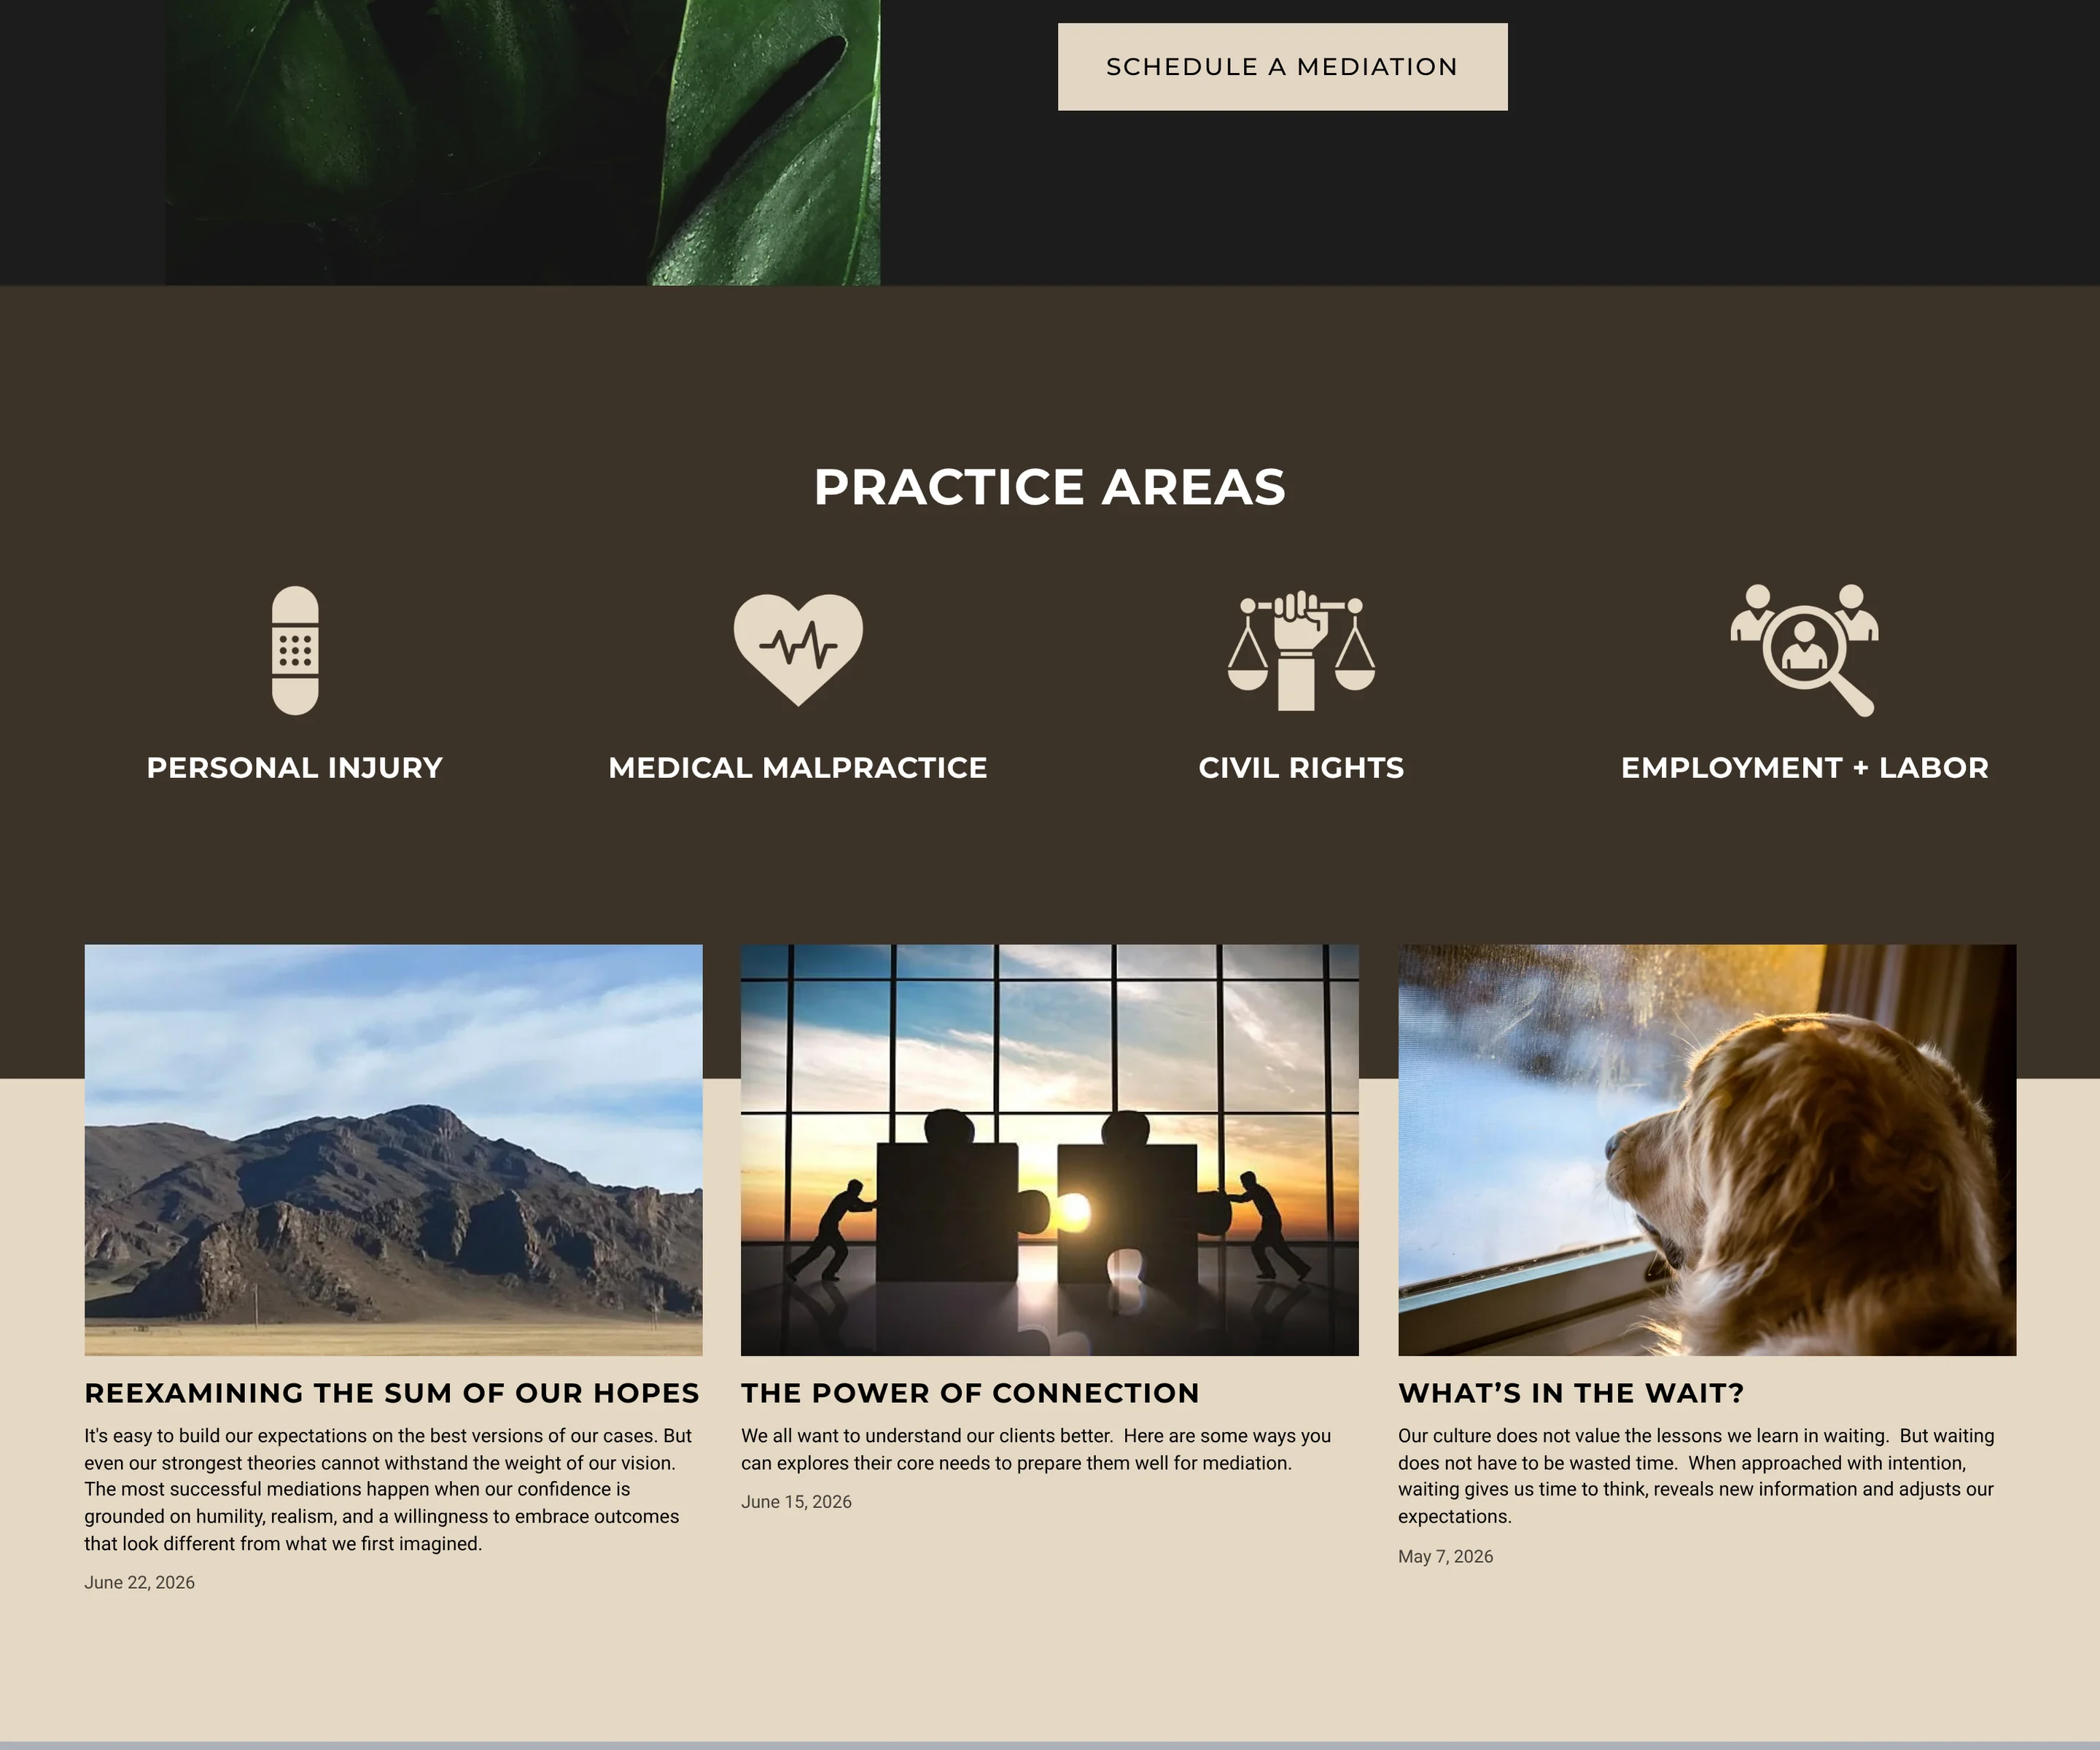 SCHEDULE A MEDIATION
PRACTICE AREAS
PERSONAL INJURY
MEDICAL MALPRACTICE
CIVIL RIGHTS
EMPLOYMENT + LABOR
REEXAMINING THE SUM OF OUR HOPES
It's easy to build our expectations on the best versions of our cases. But
even our strongest theories cannot withstand the weight of our vision.
The most successful mediations happen when our confidence is
grounded on humility, realism, and a willingness to embrace outcomes
that look different from what we first imagined.
June 22, 2026
THE POWER OF CONNECTION
We all want to understand our clients better.  Here are some ways you
can explores their core needs to prepare them well for mediation.
June 15, 2026
WHAT’S IN THE WAIT?
Our culture does not value the lessons we learn in waiting.  But waiting
does not have to be wasted time.  When approached with intention,
waiting gives us time to think, reveals new information and adjusts our
expectations.
May 7, 2026